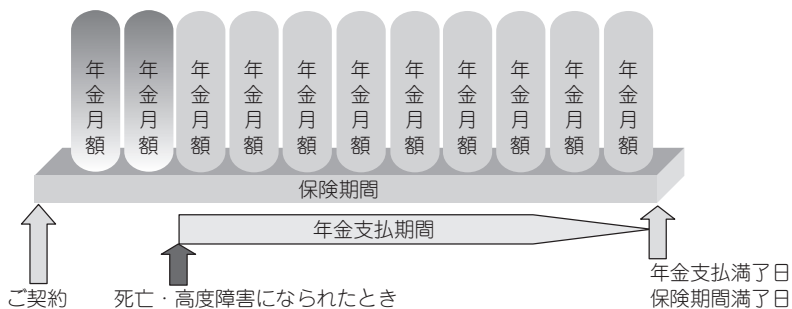 年金月額
年金月額
年金月額
年金月額
年金月額
年金月額
年金月額
年金月額
年金月額
年金月額
年金月額
保険期間
年金支払期間
ご契約
死亡・高度障害になられたとき
年金支払満了日
保険期間満了日